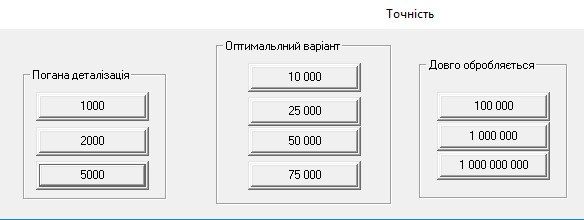 Точність
Погана деталізація
1000
2000
5000
Оптимальлний варіант
10 000
25 000
50 000
75 000
Довго обробляється
100 000
1 000 000
1 000 000 000